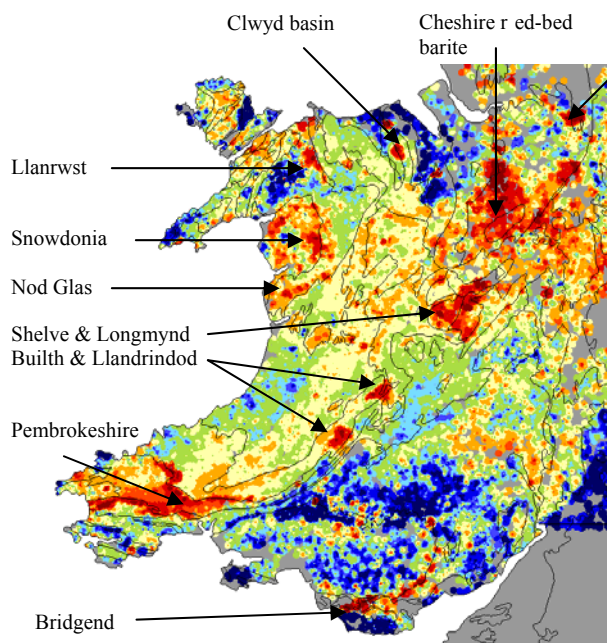 Clwyd basin
Cheshire r ed-bed
barite
Llanrwst
Snowdonia
Nod Glas
Shelve & Longmynd
Builth & Llandrindod
Pembrokeshire
Bridgend